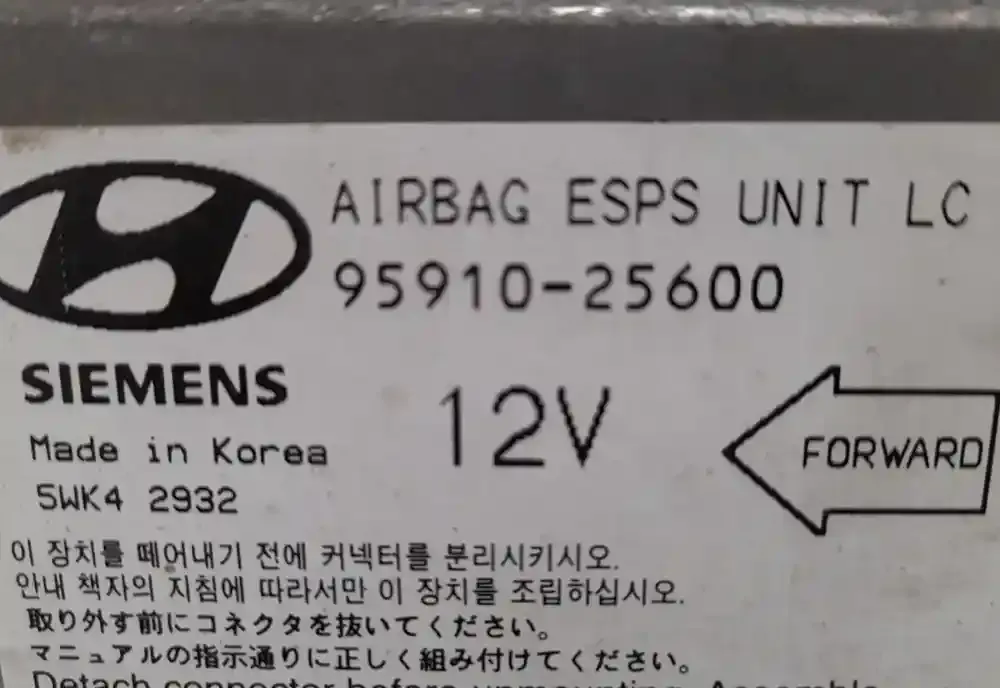 AIRBAG ESPS UNIT LC
95910-25600
SIEMENS
12V
FORWARD
Made in Korea
5WK4 2932
이 장치를 떼어내기 전에 커넥터를 분리시키시오.
안내 책자의 지침에 따라서만 이 장치를 조립하십시오.
取り外す前にコネクタを抜いてください。
マニュアルの指示通りに正しく組み付けてください。
Detach connector before unmounting. Assemble